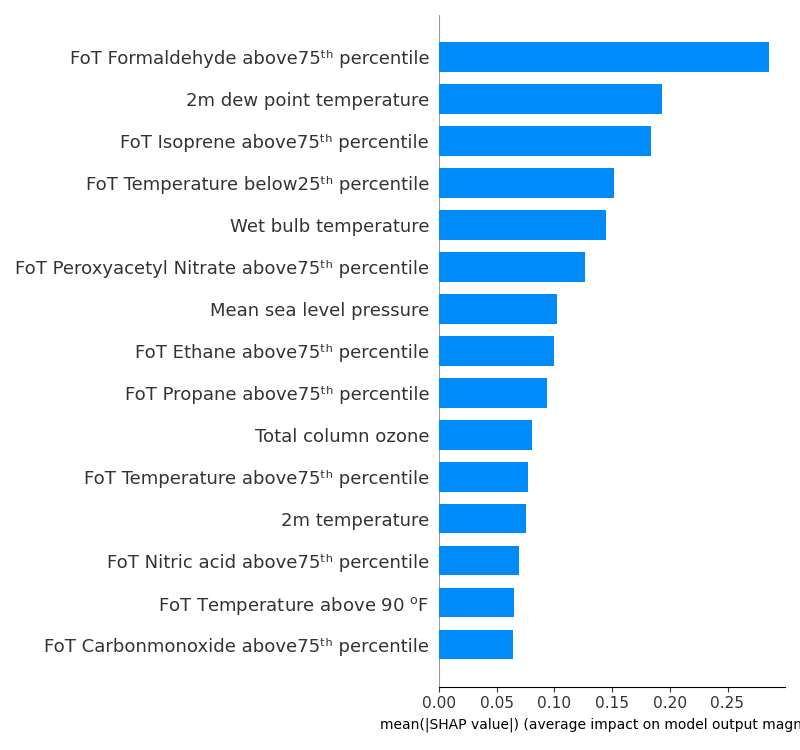 FoT Formaldehyde above75ᵗʰ percentile
2m dew point temperature
FoT Isoprene above75ᵗʰ percentile
FoT Temperature below25ᵗʰ percentile
Wet bulb temperature
FoT Peroxyacetyl Nitrate above75ᵗʰ percentile
Mean sea level pressure
FoT Ethane above75ᵗʰ percentile
FoT Propane above75ᵗʰ percentile
Total column ozone
FoT Temperature above75ᵗʰ percentile
2m temperature
FoT Nitric acid above75ᵗʰ percentile
FoT Temperature above 90 ᵒF
FoT Carbonmonoxide above75ᵗʰ percentile
0.00 0.05 0.10 0.15 0.20 0.25
mean(|SHAP value|) (average impact on model output magn